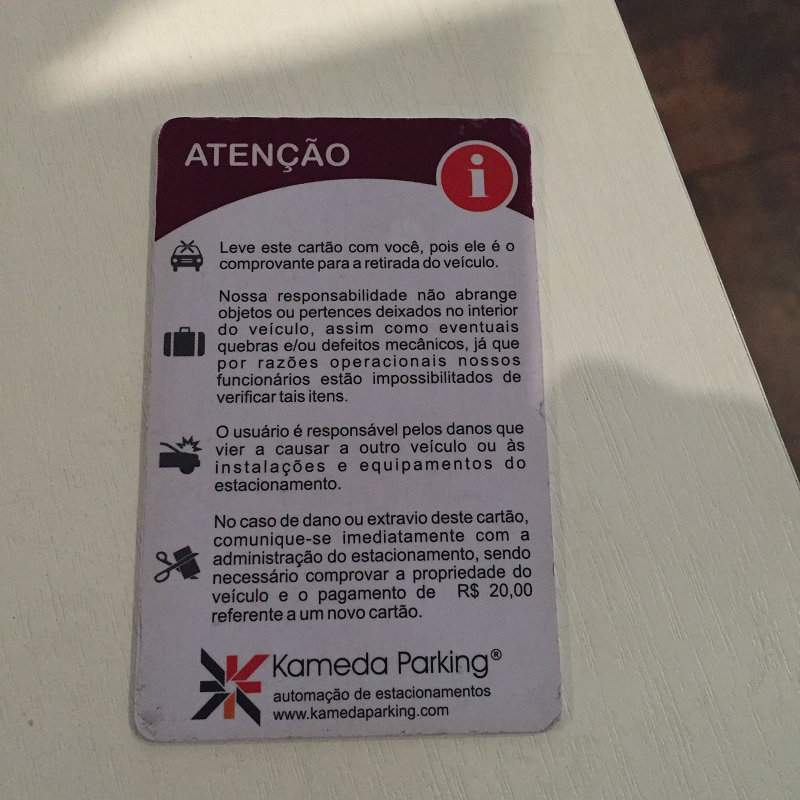 ATENÇÃO
i
Leve este cartão com você, pois ele é o
comprovante para a retirada do veículo.
Nossa responsabilidade não abrange
objetos ou pertences deixados no interior
do veículo, assim como eventuais
quebras e/ou defeitos mecânicos, já que
por razões operacionais nossos
funcionários estão impossibilitados de
verificar tais itens.
O usuário é responsável pelos danos que
vier a causar a outro veículo ou às
instalações e equipamentos do
estacionamento.
No caso de dano ou extravio deste cartão,
comunique-se imediatamente com a
administração do estacionamento, sendo
necessário comprovar a propriedade do
veículo e o pagamento de R$ 20,00
referente a um novo cartão.
Kameda Parking®
automação de estacionamentos
www.kamedaparking.com